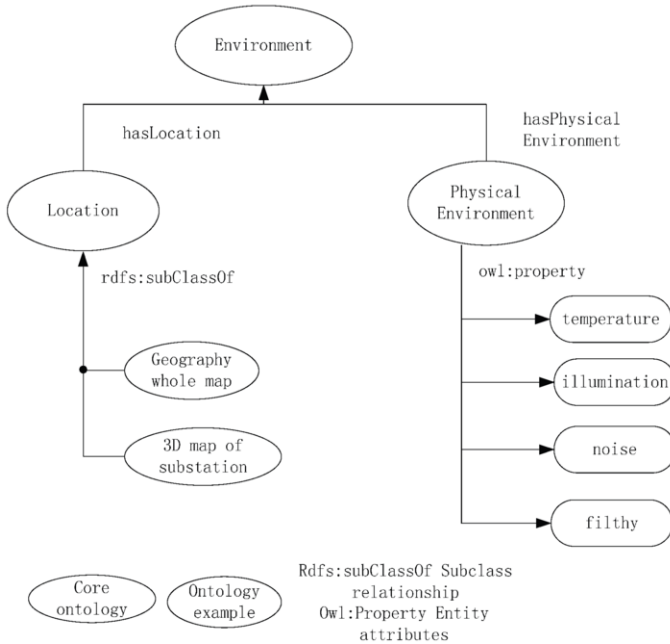 Environment
hasLocation
hasPhysical
Environment
Location
Physical
Environment
rdfs:subClassOf
owl:property
temperature
Geography
whole map
illumination
3D map of
substation
noise
filthy
Core
ontology
Ontology
example
Rdfs:subClassOf Subclass
relationship
Owl:Property Entity
attributes